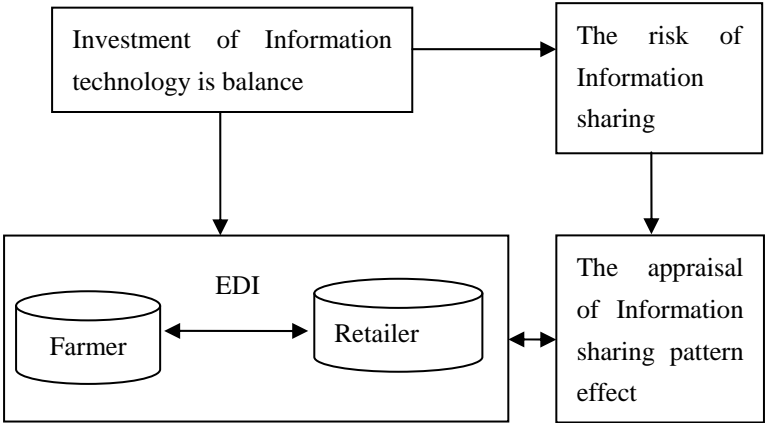 Investment of Information
technology is balance
The risk of
Information
sharing
EDI
Farmer
Retailer
The appraisal
of Information
sharing pattern
effect